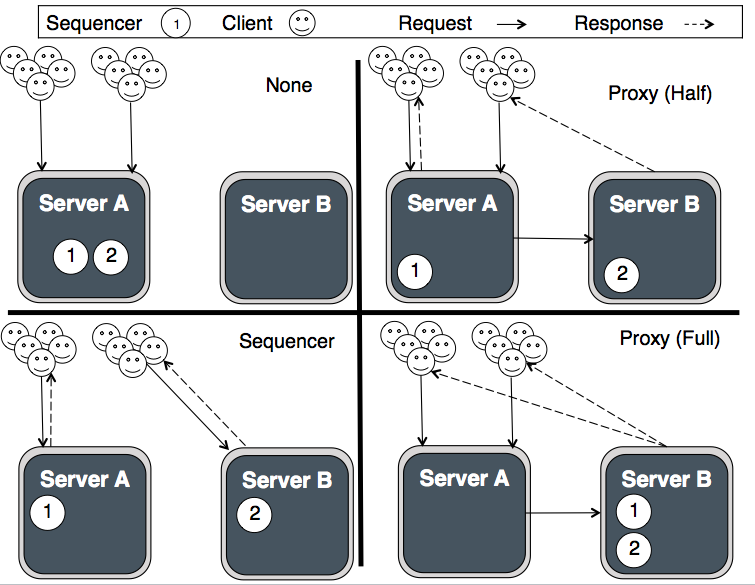 Sequencer 1 Client Request Response
None
Server A
1 2
Server B
Proxy (Half)
Server A
1
Server B
2
Sequencer
Server A
1
Server B
2
Proxy (Full)
Server A
Server B
1
2